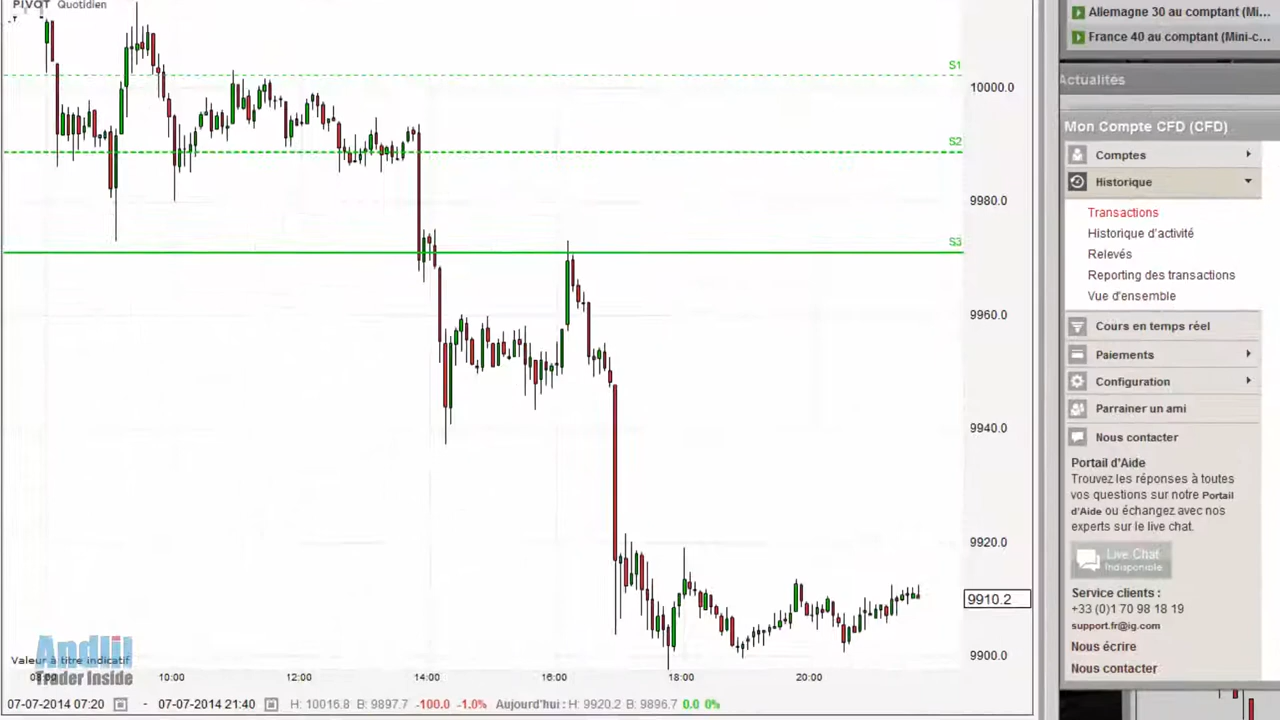 PIVOT Quotidien
S1
10000.0
S2
9980.0
S3
9960.0
9940.0
9920.0
9910.2
9900.0
Valeur à titre indicatif
Andlil
Trader Inside
10:00
12:00
14:00
16:00
18:00
20:00
07-07-2014 07:20 - 07-07-2014 21:40 H: 10016.8 B: 9897.7 -100.0 -1.0% Aujourd'hui : H: 9920.2 B: 9896.7 0.0 0%
Allemagne 30 au comptant (Mi...
France 40 au comptant (Mini-c...
Actualités
Mon Compte CFD (CFD)
Comptes
Historique
Transactions
Historique d'activité
Relevés
Reporting des transactions
Vue d'ensemble
Cours en temps réel
Paiements
Configuration
Parrainer un ami
Nous contacter
Portail d'Aide
Trouvez les réponses à toutes
vos questions sur notre Portail
d'Aide ou échangez avec nos
experts sur le live chat.
Live Chat
Indisponible
Service clients :
+33 (0)1 70 98 18 19
support.fr@ig.com
Nous écrire
Nous contacter